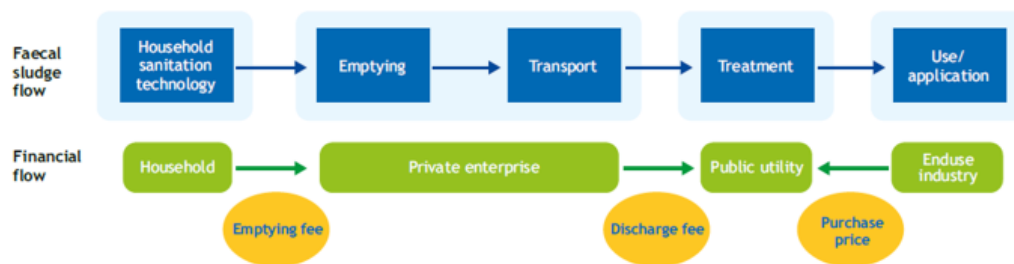 Faecal
sludge
flow
Household
sanitation
technology
Emptying
Transport
Treatment
Use/
application
Financial
flow
Household
Private enterprise
Public utility
Enduse
industry
Emptying fee
Discharge fee
Purchase
price